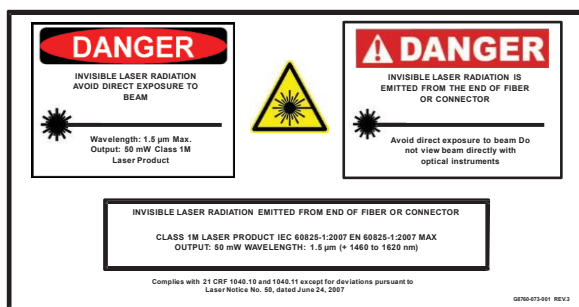 DANGER
INVISIBLE LASER RADIATION
AVOID DIRECT EXPOSURE TO
BEAM
Wavelength: 1.5 µm Max.
Output: 50 mW Class 1M
Laser Product
DANGER
INVISIBLE LASER RADIATION IS
EMITTED FROM THE END OF FIBER
OR CONNECTOR
Avoid direct exposure to beam Do
not view beam directly with
optical instruments
INVISIBLE LASER RADIATION EMITTED FROM END OF FIBER OR CONNECTOR
CLASS 1M LASER PRODUCT IEC 60825-1:2007 EN 60825-1:2007 MAX
OUTPUT: 50 mW WAVELENGTH: 1.5 µm (+ 1460 to 1620 nm)
Complies with 21 CRF 1040.10 and 1040.11 except for deviations pursuant to
Laser Notice No. 50, dated June 24, 2007
G8760-073-001 REV.3